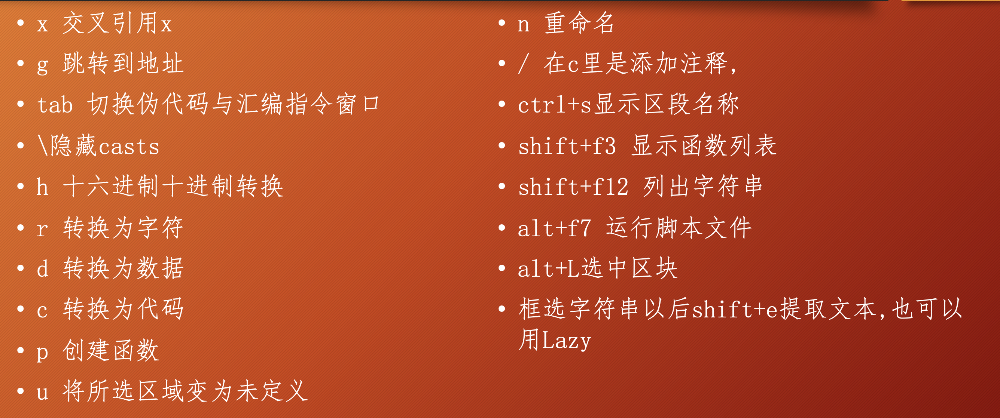 • x 交叉引用x
• g 跳转到地址
• tab 切换伪代码与汇编指令窗口
• \隐藏casts
• h 十六进制十进制转换
• r 转换为字符
• d 转换为数据
• c 转换为代码
• p 创建函数
• u 将所选区域变为未定义
• n 重命名
• / 在c里是添加注释,
• ctrl+s显示区段名称
• shift+f3 显示函数列表
• shift+f12 列出字符串
• alt+f7 运行脚本文件
• alt+L选中区块
• 框选字符串以后shift+e提取文本,也可以
用Lazy